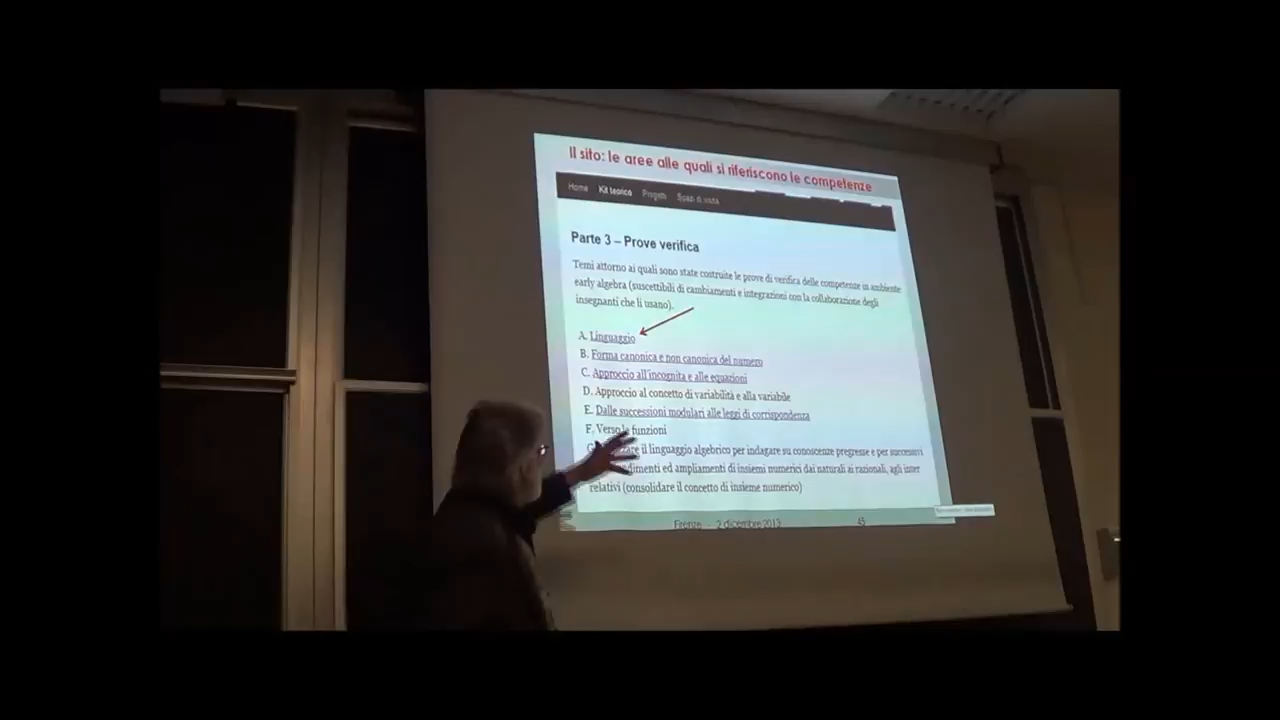 Il sito: le aree alle quali si riferiscono le competenze
Home Kit teorico Progetti Spazi di visita
Parte 3 – Prove verifica
Temi attorno ai quali sono state costruite le prove di verifica delle competenze in ambiente
early algebra (suscettibili di cambiamenti e integrazioni con la collaborazione degli
insegnanti che li usano).
A. Linguaggio
B. Forma canonica e non canonica del numero
C. Approccio all'incognita e alle equazioni
D. Approccio al concetto di variabilità e alla variabile
E. Dalle successioni modulari alle leggi di corrispondenza
F. Verso le funzioni
G. il linguaggio algebrico per indagare su conoscenze pregresse e per successivi
ed ampliamenti di insiemi numerici dai naturali ai razionali, agli interi
relativi (consolidare il concetto di insieme numerico)
Firenze - 2 dicembre 2013 45